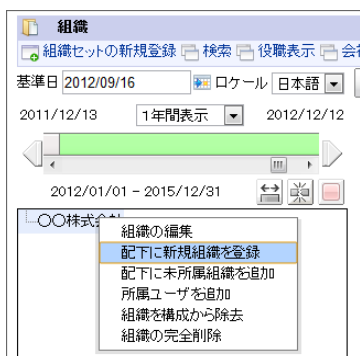 組織
組織セットの新規登録 検索 役職表示 会
基準日 2012/09/16 ロケール 日本語
2011/12/13 1年間表示 2012/12/12
2012/01/01 - 2015/12/31
〇〇株式会社
組織の編集
配下に新規組織を登録
配下に未所属組織を追加
所属ユーザを追加
組織を構成から除去
組織の完全削除